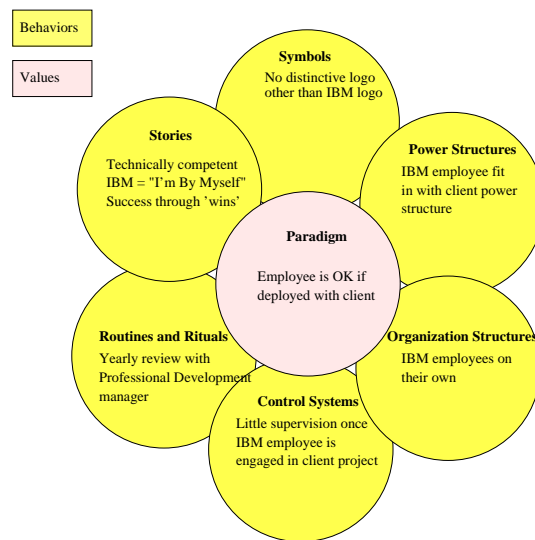 Behaviors
Values
Symbols
No distinctive logo
other than IBM logo
Stories
Technically competent
IBM = "I'm By Myself"
Success through 'wins'
Power Structures
IBM employee fit
in with client power
structure
Paradigm
Employee is OK if
deployed with client
Routines and Rituals
Yearly review with
Professional Development
manager
Organization Structures
IBM employees on
their own
Control Systems
Little supervision once
IBM employee is
engaged in client project